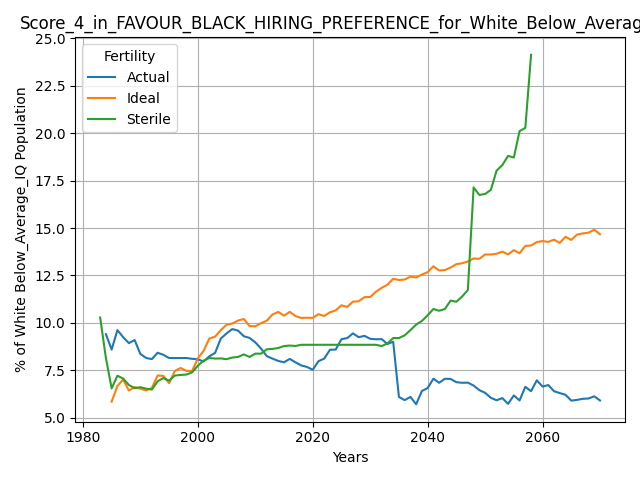 Score_4_in_FAVOUR_BLACK_HIRING_PREFERENCE_for_White_Below_Averag
Fertility
Actual
Ideal
Sterile
% of White Below_Average_IQ Population
25.0
22.5
20.0
17.5
15.0
12.5
10.0
7.5
5.0
1980
2000
2020
2040
2060
Years